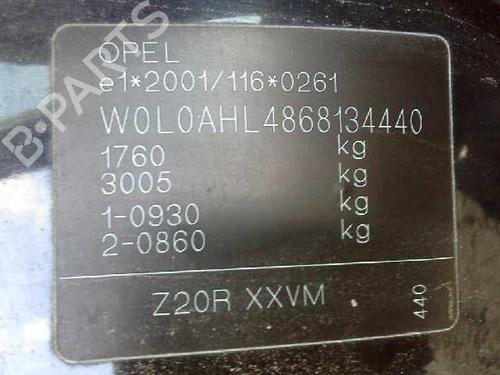 OPEL
e1*2001/116*0261
W0L0AHL4868134440
1760 kg
3005 kg
1-0930 kg
2-0860 kg
Z20R XXVM
440
B-PARTS